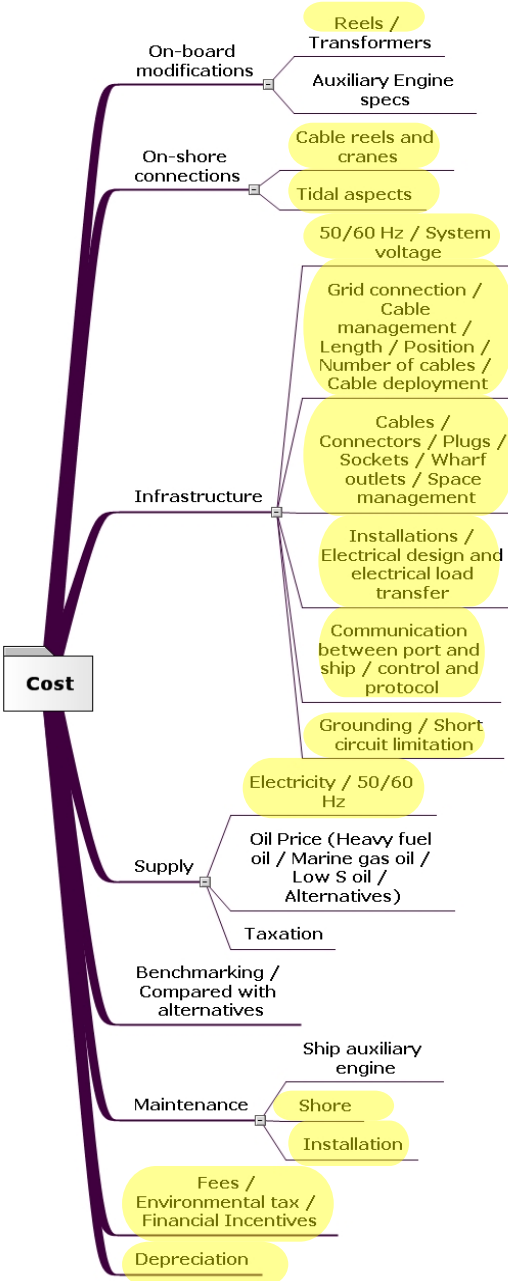 Reels /
Transformers
On-board
modifications
Auxiliary Engine
specs
Cable reels and
cranes
On-shore
connections
Tidal aspects
50/60 Hz / System
voltage
Grid connection /
Cable
management /
Length / Position /
Number of cables /
Cable deployment
Cables /
Connectors / Plugs /
Sockets / Wharf
outlets / Space
management
Infrastructure
Installations /
Electrical design and
electrical load
transfer
Communication
between port and
ship / control and
protocol
Cost
Grounding / Short
circuit limitation
Electricity / 50/60
Hz
Supply
Oil Price (Heavy fuel
oil / Marine gas oil /
Low S oil /
Alternatives)
Taxation
Benchmarking /
Compared with
alternatives
Ship auxiliary
engine
Maintenance
Shore
Installation
Fees /
Environmental tax /
Financial Incentives
Depreciation